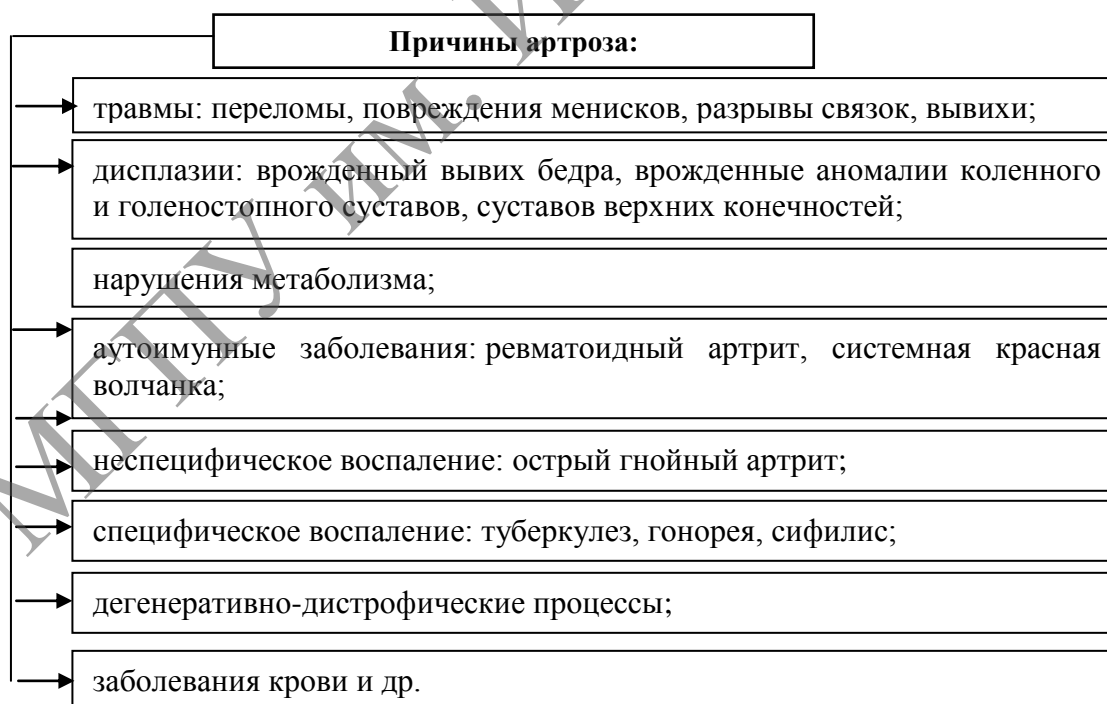 Причины артроза:
травмы: переломы, повреждения менисков, разрывы связок, вывихи;
дисплазии: врожденный вывих бедра, врожденные аномалии коленного
и голеностопного суставов, суставов верхних конечностей;
нарушения метаболизма;
аутоимунные заболевания: ревматоидный артрит, системная красная
волчанка;
неспецифическое воспаление: острый гнойный артрит;
специфическое воспаление: туберкулез, гонорея, сифилис;
дегенеративно-дистрофические процессы;
заболевания крови и др.
МГПУ им. И